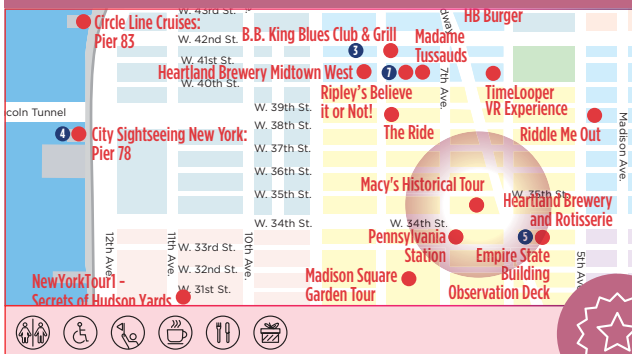 W. 43rd St.
HB Burger
Circle Line Cruises:
Pier 83
W. 42nd St.
B.B. King Blues Club & Grill
3
Madame
Tussauds
W. 41st St.
Heartland Brewery Midtown West
7
W. 40th St.
7th Ave.
TimeLooper
VR Experience
Ripley's Believe
it or Not!
W. 39th St.
coln Tunnel
W. 38th St.
The Ride
Riddle Me Out
Madison Ave.
4
City Sightseeing New York:
Pier 78
W. 37th St.
W. 36th St.
Macy's Historical Tour
W. 35th St.
W. 35th St.
Heartland Brewery
and Rotisserie
W. 34th St.
W. 34th St.
Pennsylvania
Station
5
Empire State
Building
Observation Deck
12th Ave.
11th Ave.
10th Ave.
5th Ave.
W. 33rd St.
W. 32nd St.
W. 31st St.
NewYorkTour1 -
Secrets of Hudson Yards
Madison Square
Garden Tour